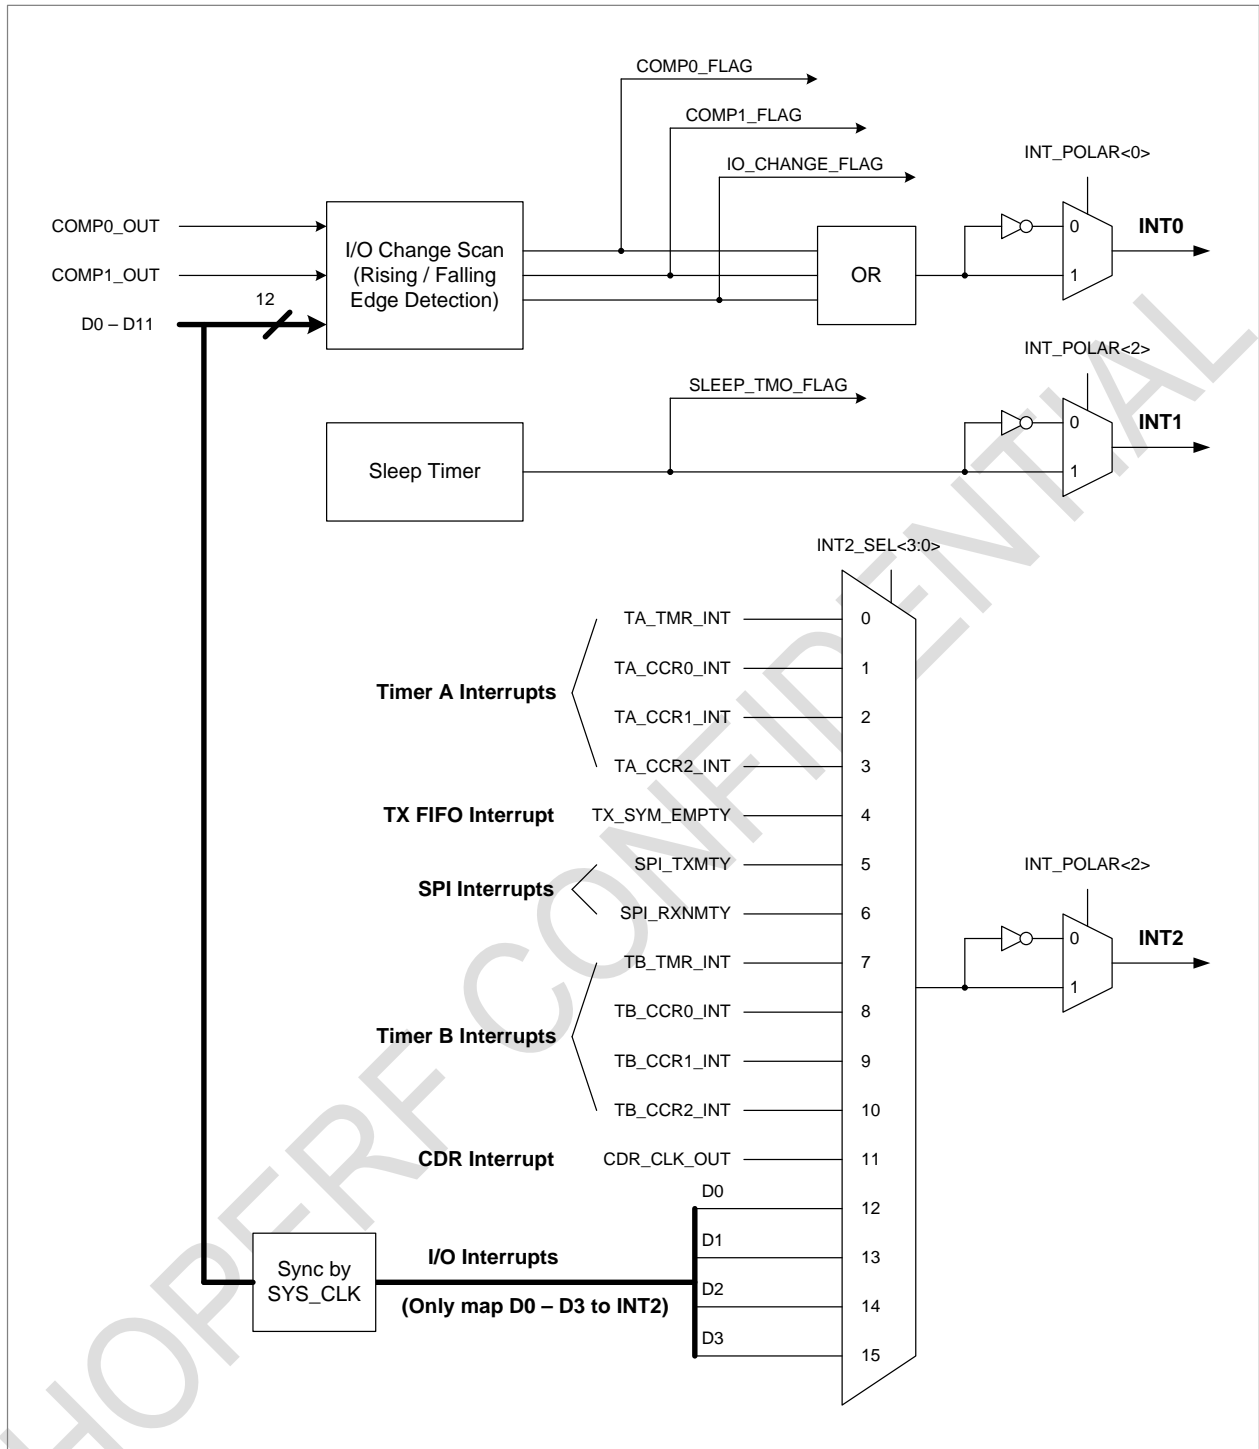 COMP0_FLAG
COMP1_FLAG
IO_CHANGE_FLAG
INT_POLAR<0>
COMP0_OUT
COMP1_OUT
12
D0 – D11
I/O Change Scan
(Rising / Falling
Edge Detection)
OR
0
1
INT0
SLEEP_TMO_FLAG
INT_POLAR<2>
Sleep Timer
0
1
INT1
INT2_SEL<3:0>
Timer A Interrupts
TA_TMR_INT
0
TA_CCR0_INT
1
TA_CCR1_INT
2
TA_CCR2_INT
3
TX FIFO Interrupt
TX_SYM_EMPTY
4
SPI Interrupts
SPI_TXMTY
5
SPI_RXNMTY
6
Timer B Interrupts
TB_TMR_INT
7
TB_CCR0_INT
8
TB_CCR1_INT
9
TB_CCR2_INT
10
CDR Interrupt
CDR_CLK_OUT
11
D0
12
D1
13
D2
14
D3
15
INT_POLAR<2>
0
1
INT2
Sync by
SYS_CLK
I/O Interrupts
(Only map D0 – D3 to INT2)
HOPERF CONFIDENTIAL